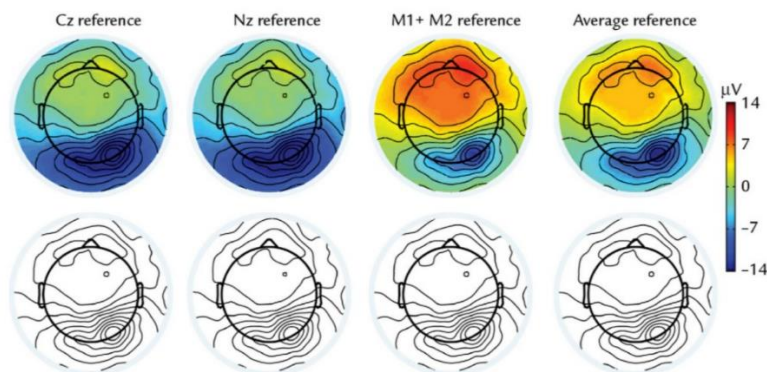 Cz reference
Nz reference
M1+ M2 reference
Average reference
μV
14
7
0
-7
-14